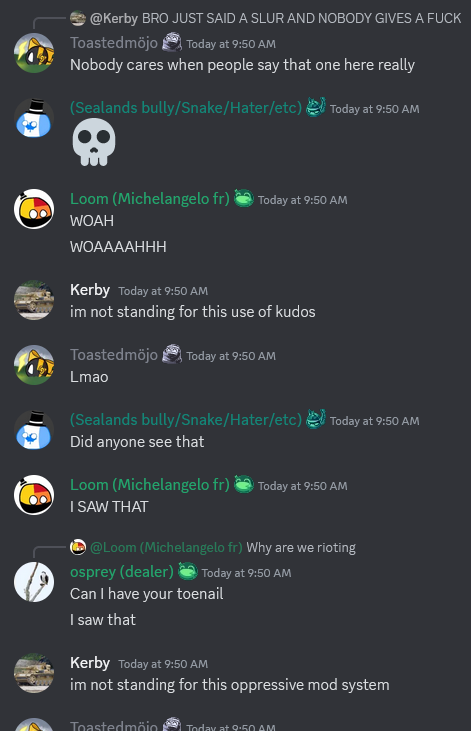 @Kerby BRO JUST SAID A SLUR AND NOBODY GIVES A FUCK
Toastedmöjo Today at 9:50 AM
Nobody cares when people say that one here really
(Sealands bully/Snake/Hater/etc) Today at 9:50 AM
Loom (Michelangelo fr) Today at 9:50 AM
WOAH
WOAAAAHHH
Kerby Today at 9:50 AM
im not standing for this use of kudos
Toastedmöjo Today at 9:50 AM
Lmao
(Sealands bully/Snake/Hater/etc) Today at 9:50 AM
Did anyone see that
Loom (Michelangelo fr) Today at 9:50 AM
I SAW THAT
@Loom (Michelangelo fr) Why are we rioting
osprey (dealer) Today at 9:50 AM
Can I have your toenail
I saw that
Kerby Today at 9:50 AM
im not standing for this oppressive mod system
Toastedmöjo Today at 9:50 AM